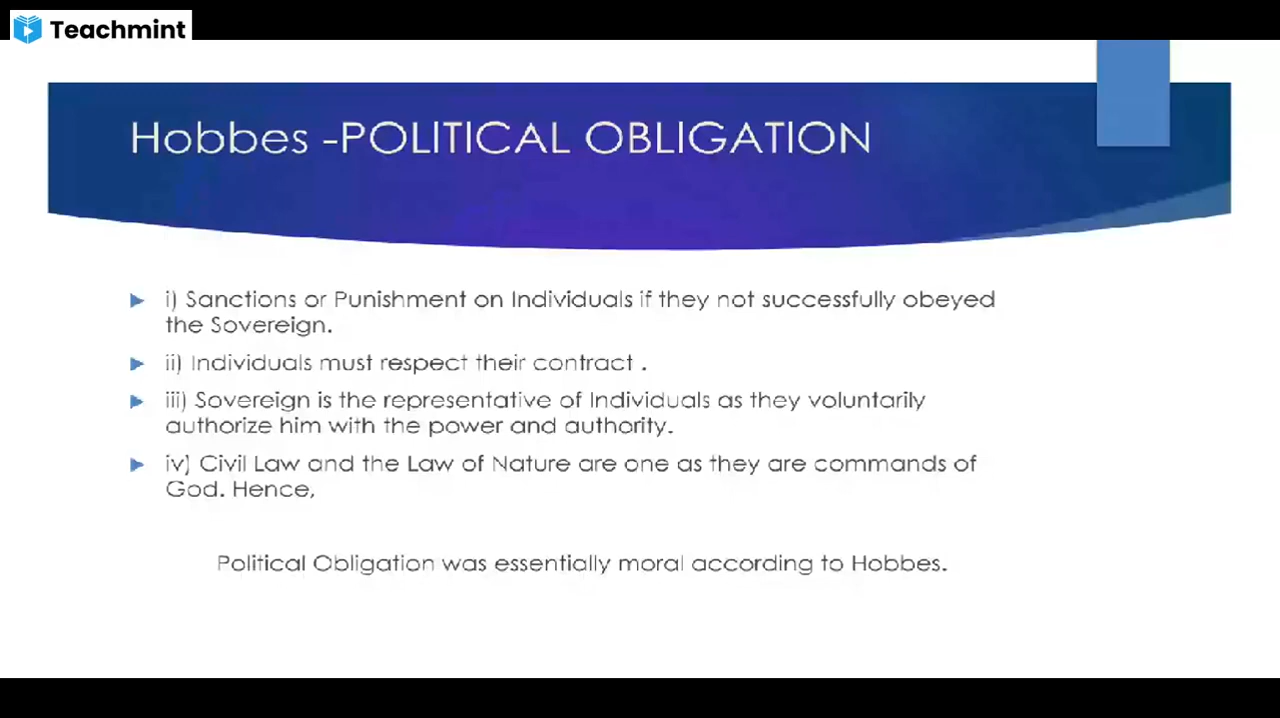 Teachmint
Hobbes -POLITICAL OBLIGATION
i) Sanctions or Punishment on Individuals if they not successfully obeyed
the Sovereign.
ii) Individuals must respect their contract .
iii) Sovereign is the representative of Individuals as they voluntarily
authorize him with the power and authority.
iv) Civil Law and the Law of Nature are one as they are commands of
God. Hence,
Political Obligation was essentially moral according to Hobbes.